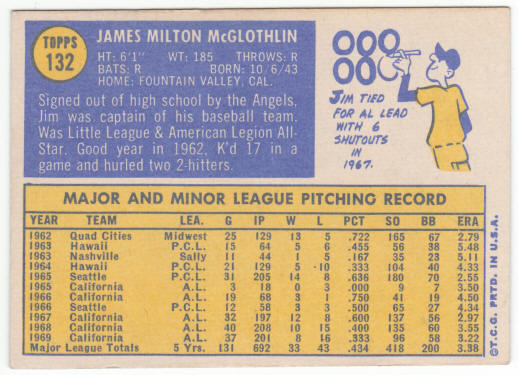 TOPPS
132
JAMES MILTON McGLOTHLIN
HT: 6'1" WT: 185 THROWS: R
BATS: R BORN: 10/6/43
HOME: FOUNTAIN VALLEY, CAL.
Signed out of high school by the Angels,
Jim was captain of his baseball team.
Was Little League & American Legion All-
Star. Good year in 1962, K'd 17 in a
game and hurled two 2-hitters.
JIM TIED
FOR AL LEAD
WITH 6
SHUTOUTS
IN
1967.
MAJOR AND MINOR LEAGUE PITCHING RECORD
YEAR TEAM LEA. G IP W L PCT SO BB ERA
1962 Quad Cities Midwest 25 129 13 5 .722 165 67 2.79
1963 Hawaii P.C.L. 15 64 5 6 .455 56 38 5.48
1963 Nashville Sally 11 44 1 5 .167 35 23 5.11
1964 Hawaii P.C.L. 21 129 5 10 .333 104 40 4.33
1965 Seattle P.C.L. 31 205 14 8 .636 180 70 2.55
1965 California A.L. 3 18 0 3 .000 9 7 3.50
1966 California A.L. 19 68 3 1 .750 41 19 4.50
1966 Seattle P.C.L. 12 58 3 3 .500 65 27 4.34
1967 California A.L. 32 197 12 8 .600 137 56 2.97
1968 California A.L. 40 208 10 15 .400 135 60 3.55
1969 California A.L. 37 201 8 16 .333 96 58 3.22
Major League Totals 5 Yrs. 131 692 33 43 .434 418 200 3.38
©T.C.G. PRTD. IN U.S.A.